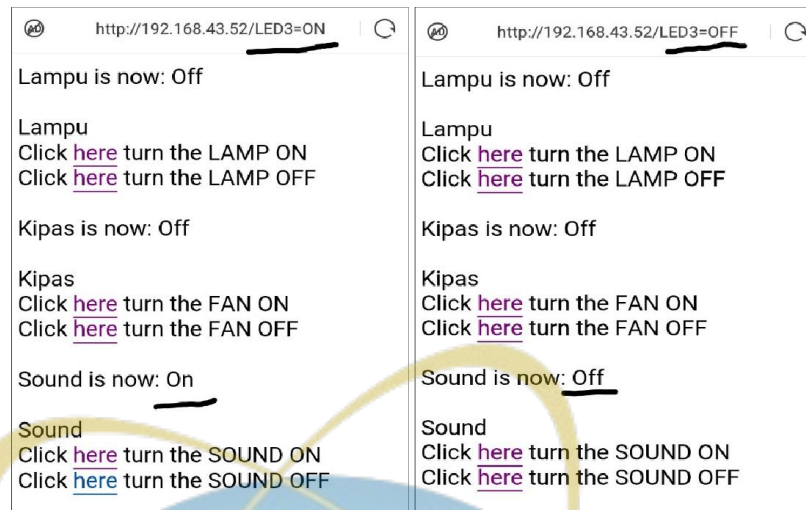 http://192.168.43.52/LED3=ON
Lampu is now: Off
Lampu
Click here turn the LAMP ON
Click here turn the LAMP OFF
Kipas is now: Off
Kipas
Click here turn the FAN ON
Click here turn the FAN OFF
Sound is now: On
Sound
Click here turn the SOUND ON
Click here turn the SOUND OFF
http://192.168.43.52/LED3=OFF
Lampu is now: Off
Lampu
Click here turn the LAMP ON
Click here turn the LAMP OFF
Kipas is now: Off
Kipas
Click here turn the FAN ON
Click here turn the FAN OFF
Sound is now: Off
Sound
Click here turn the SOUND ON
Click here turn the SOUND OFF